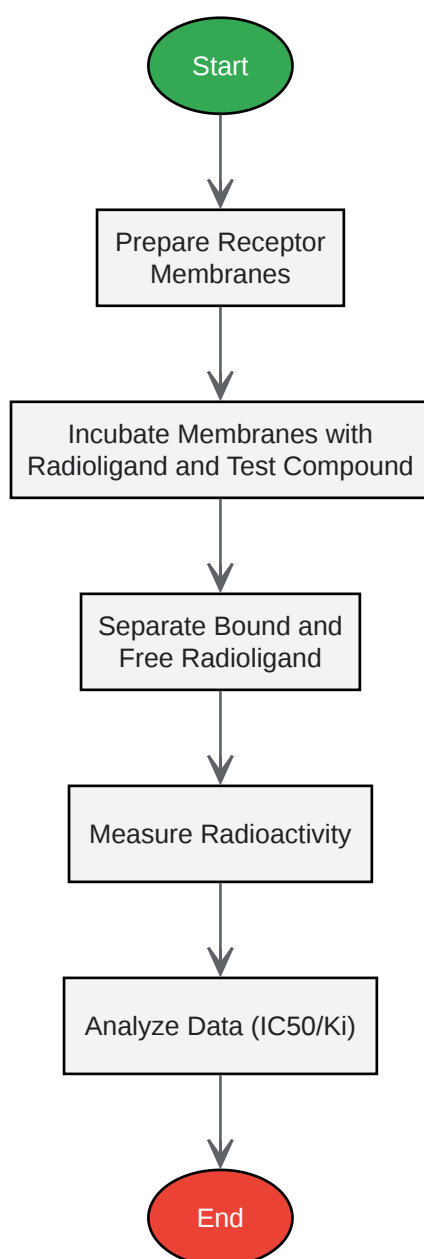 Start
Prepare Receptor
Membranes
Incubate Membranes with
Radioligand and Test Compound
Separate Bound and
Free Radioligand
Measure Radioactivity
Analyze Data (IC50/Ki)
End